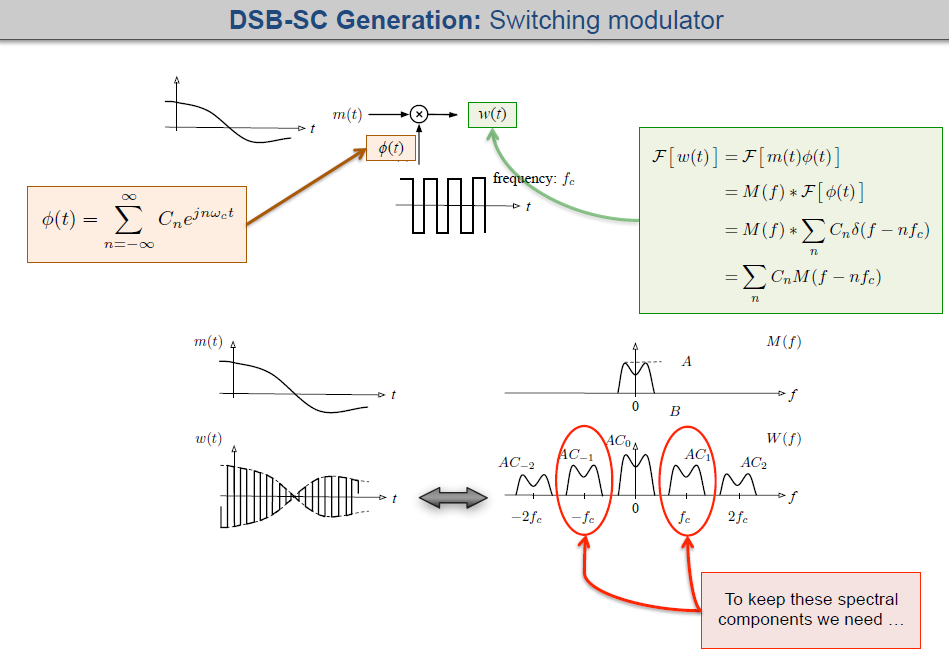 DSB-SC Generation: Switching modulator
t
m(t)
×
w(t)
ϕ(t)
frequency: f_c
t
ϕ(t) = ∑_{n=−∞}^{∞} C_n e^{jnω_c t}
F[w(t)] = F[m(t)ϕ(t)]
= M(f) ∗ F[ϕ(t)]
= M(f) ∗ ∑_n C_n δ(f − nf_c)
= ∑_n C_n M(f − nf_c)
m(t)
t
A
M(f)
f
0
B
w(t)
t
AC_{−2}
AC_{−1}
AC_0
AC_1
AC_2
W(f)
f
−2f_c
−f_c
0
f_c
2f_c
To keep these spectral
components we need …